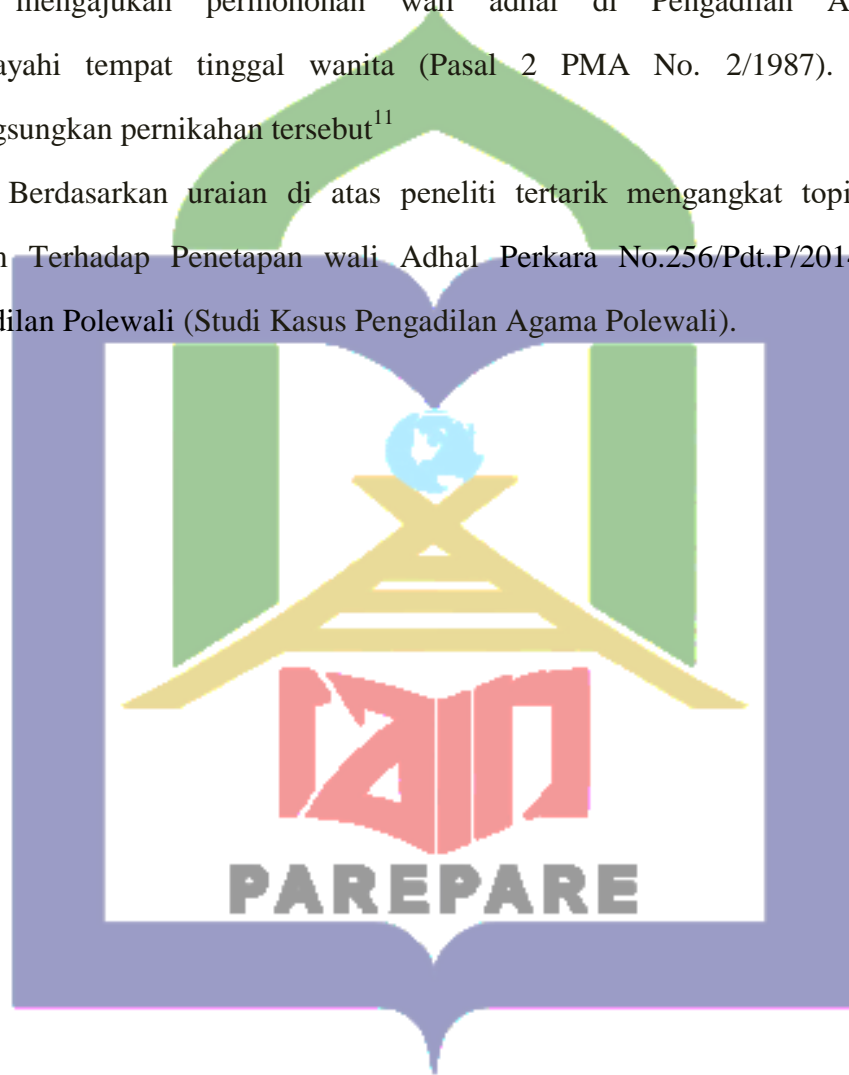 mengajukan permohonan wali adhal di Pengadilan A
ayahi tempat tinggal wanita (Pasal 2 PMA No. 2/1987).
gsungkan pernikahan tersebut11
Berdasarkan uraian di atas peneliti tertarik mengangkat topi
n Terhadap Penetapan wali Adhal Perkara No.256/Pdt.P/2014
dilan Polewali (Studi Kasus Pengadilan Agama Polewali).
iain
PAREPARE